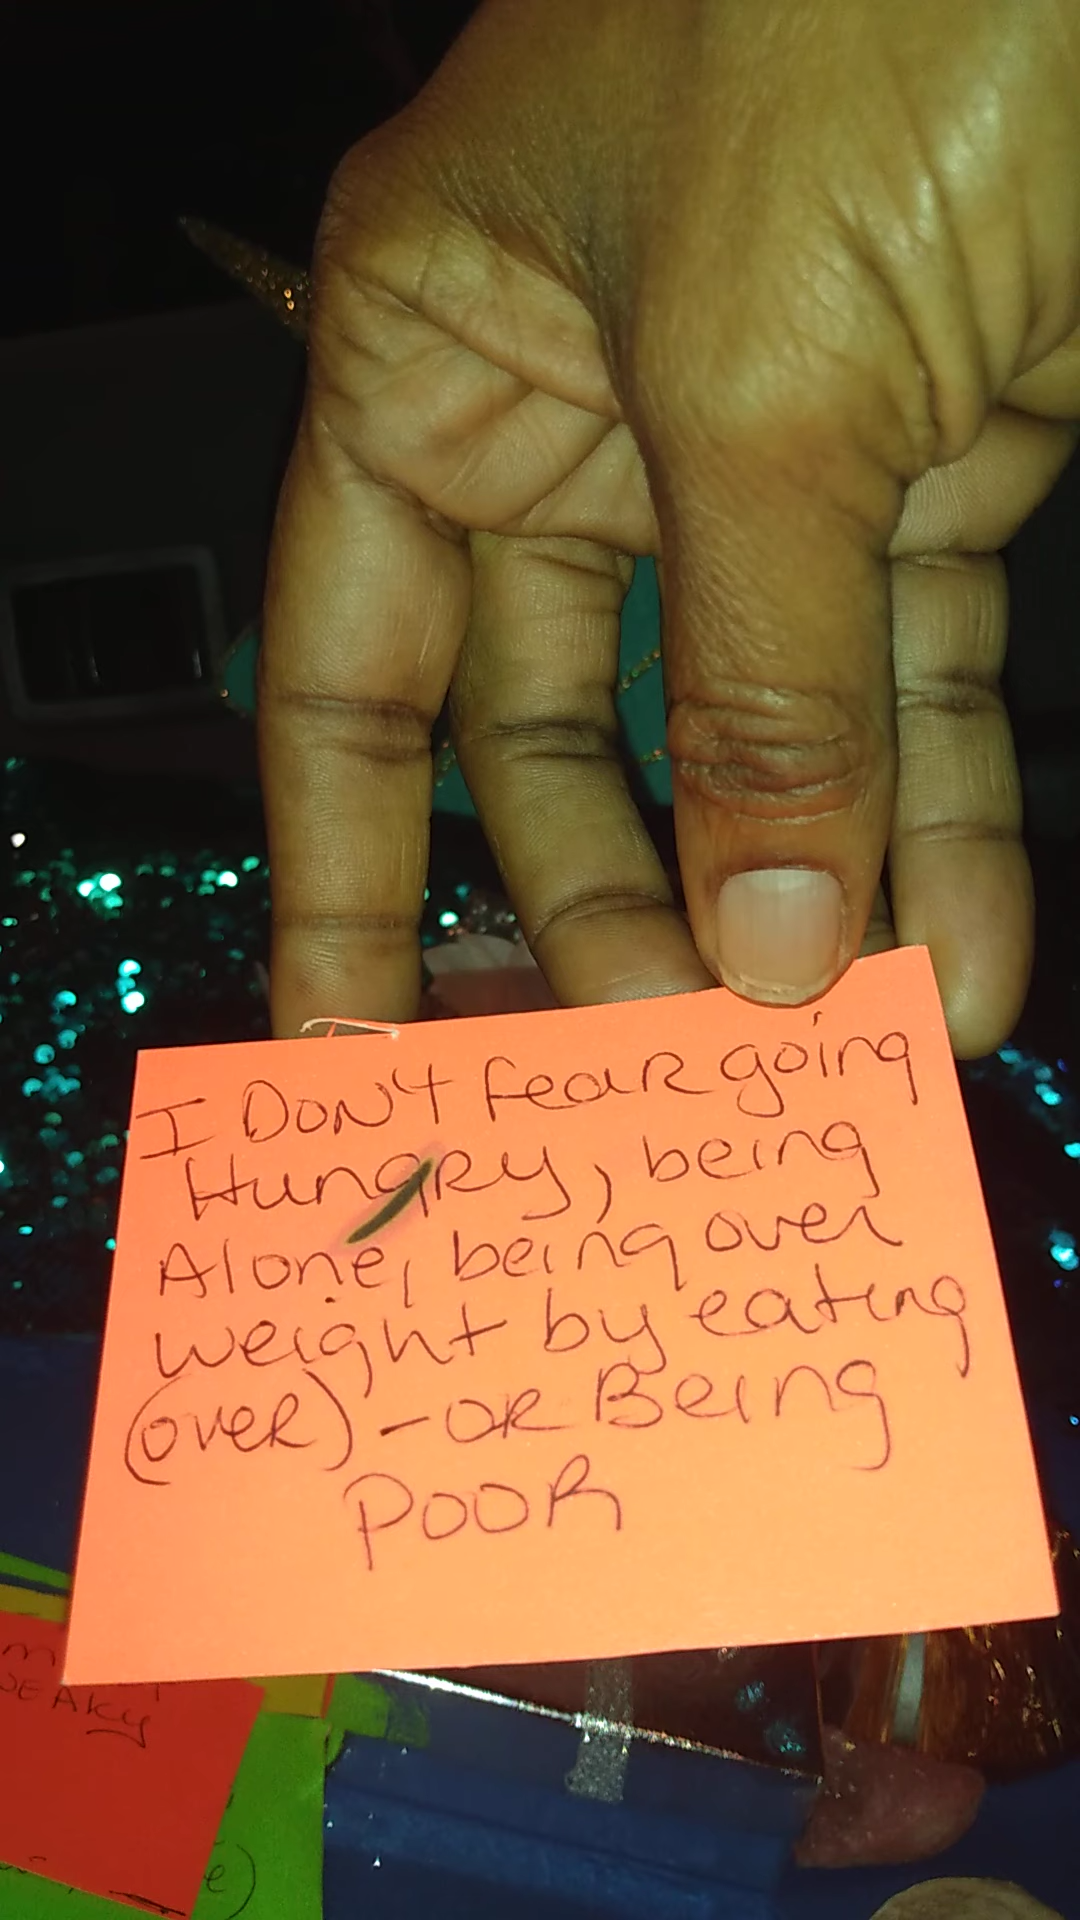 I DON't feaR going
HungRy, being
Alone, being over
weight by eating
(oveR) - OR Being
POOR